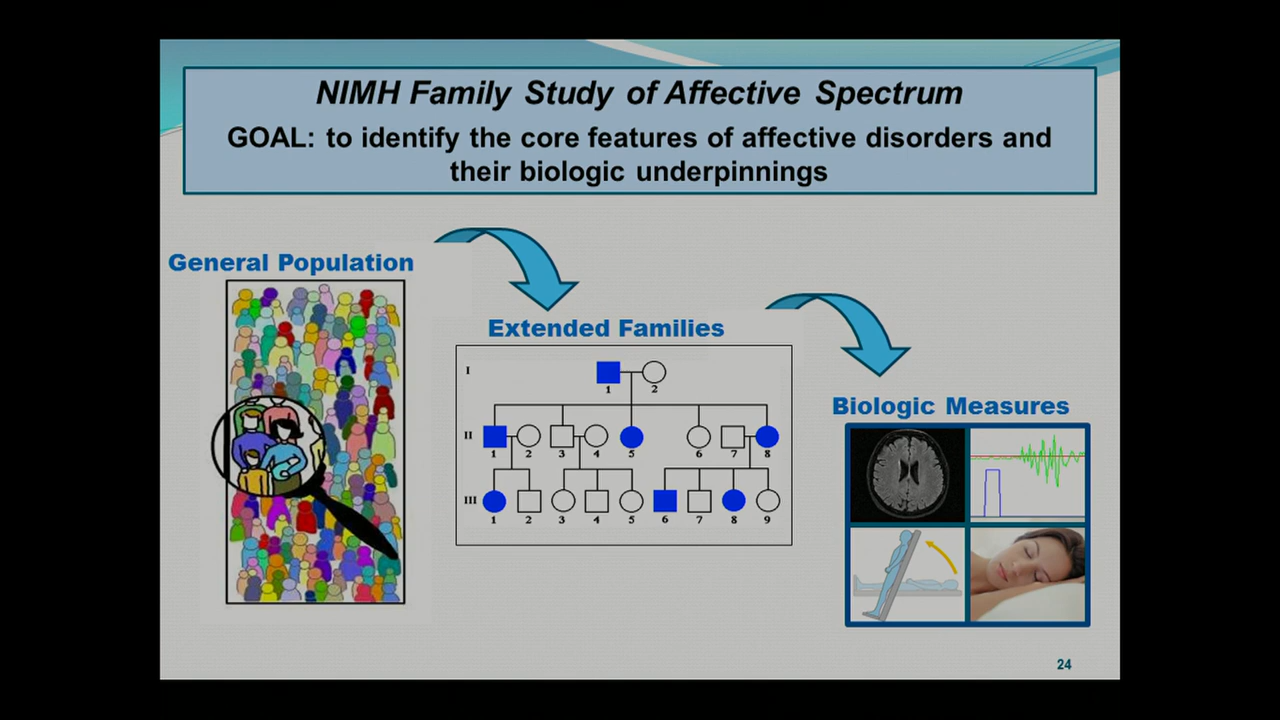 NIMH Family Study of Affective Spectrum
GOAL: to identify the core features of affective disorders and
their biologic underpinnings
General Population
Extended Families
I
1 2
II
1 2 3 4 5 6 7 8
III
1 2 3 4 5 6 7 8 9
Biologic Measures
24